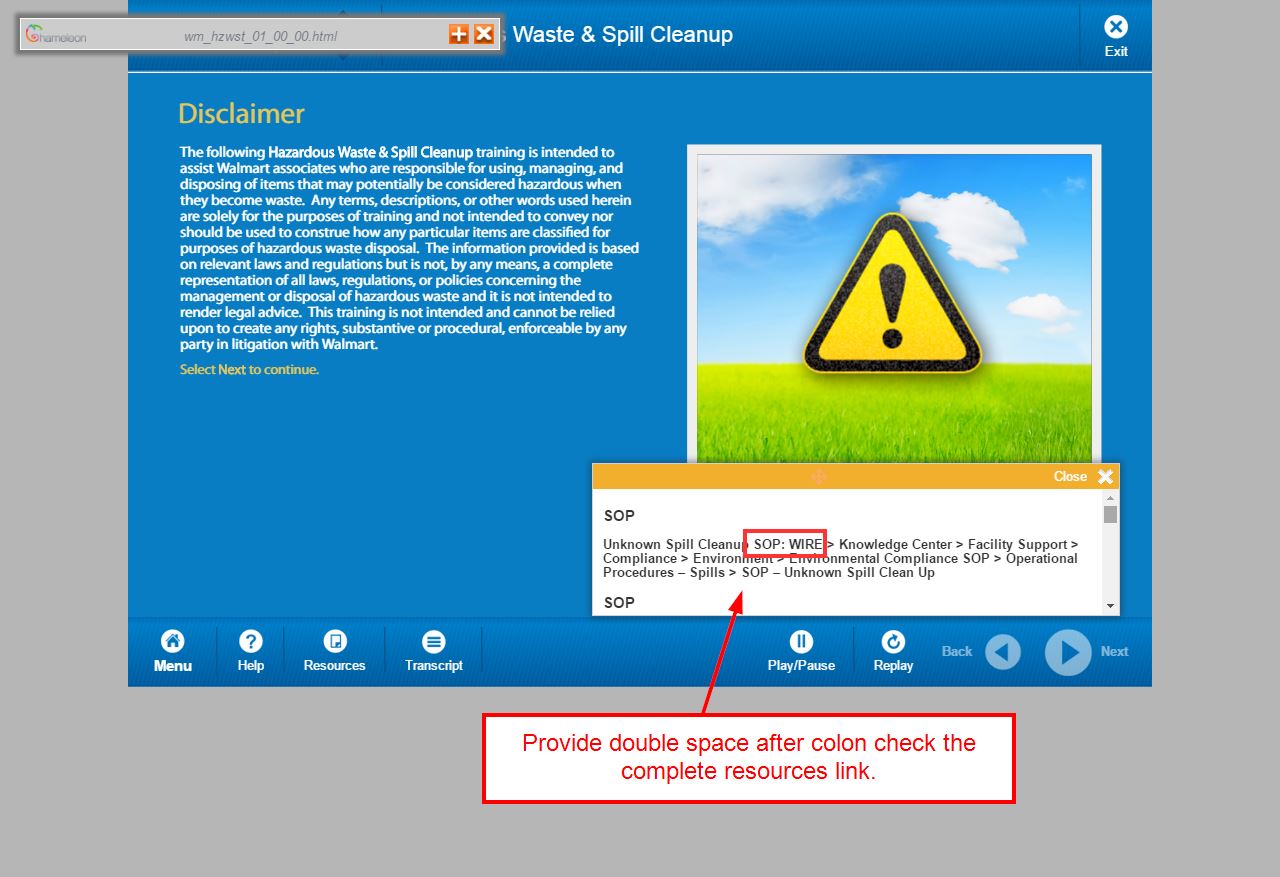 Chameleon
wm_hzwst_01_00_00.html
Waste & Spill Cleanup
Exit
Disclaimer
The following Hazardous Waste & Spill Cleanup training is intended to
assist Walmart associates who are responsible for using, managing, and
disposing of items that may potentially be considered hazardous when
they become waste.  Any terms, descriptions, or other words used herein
are solely for the purposes of training and not intended to convey nor
should be used to construe how any particular items are classified for
purposes of hazardous waste disposal.  The information provided is based
on relevant laws and regulations but is not, by any means, a complete
representation of all laws, regulations, or policies concerning the
management or disposal of hazardous waste and it is not intended to
render legal advice.  This training is not intended and cannot be relied
upon to create any rights, substantive or procedural, enforceable by any
party in litigation with Walmart.
Select Next to continue.
Close
SOP
Unknown Spill Cleanup SOP: WIRE > Knowledge Center > Facility Support >
Compliance > Environment > Environmental Compliance SOP > Operational
Procedures – Spills > SOP – Unknown Spill Clean Up
SOP
Menu
Help
Resources
Transcript
Play/Pause
Replay
Back
Next
Provide double space after colon check the
complete resources link.